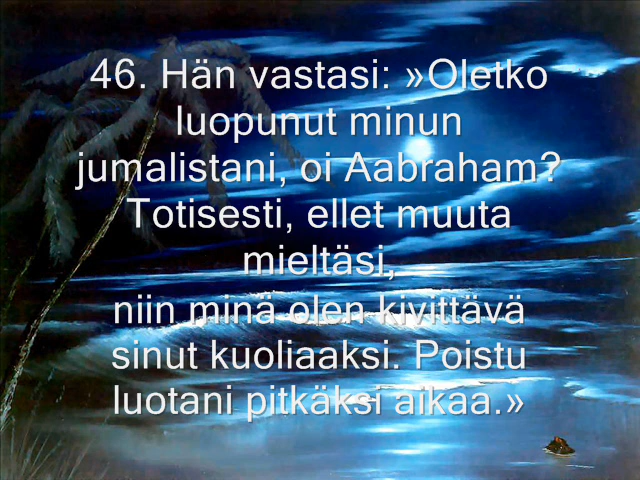 46. Hän vastasi: »Oletko
luopunut minun
jumalistani, oi Aabraham?
Totisesti, ellet muuta
mieltäsi,
niin minä olen kivittävä
sinut kuoliaaksi. Poistu
luotani pitkäksi aikaa.»